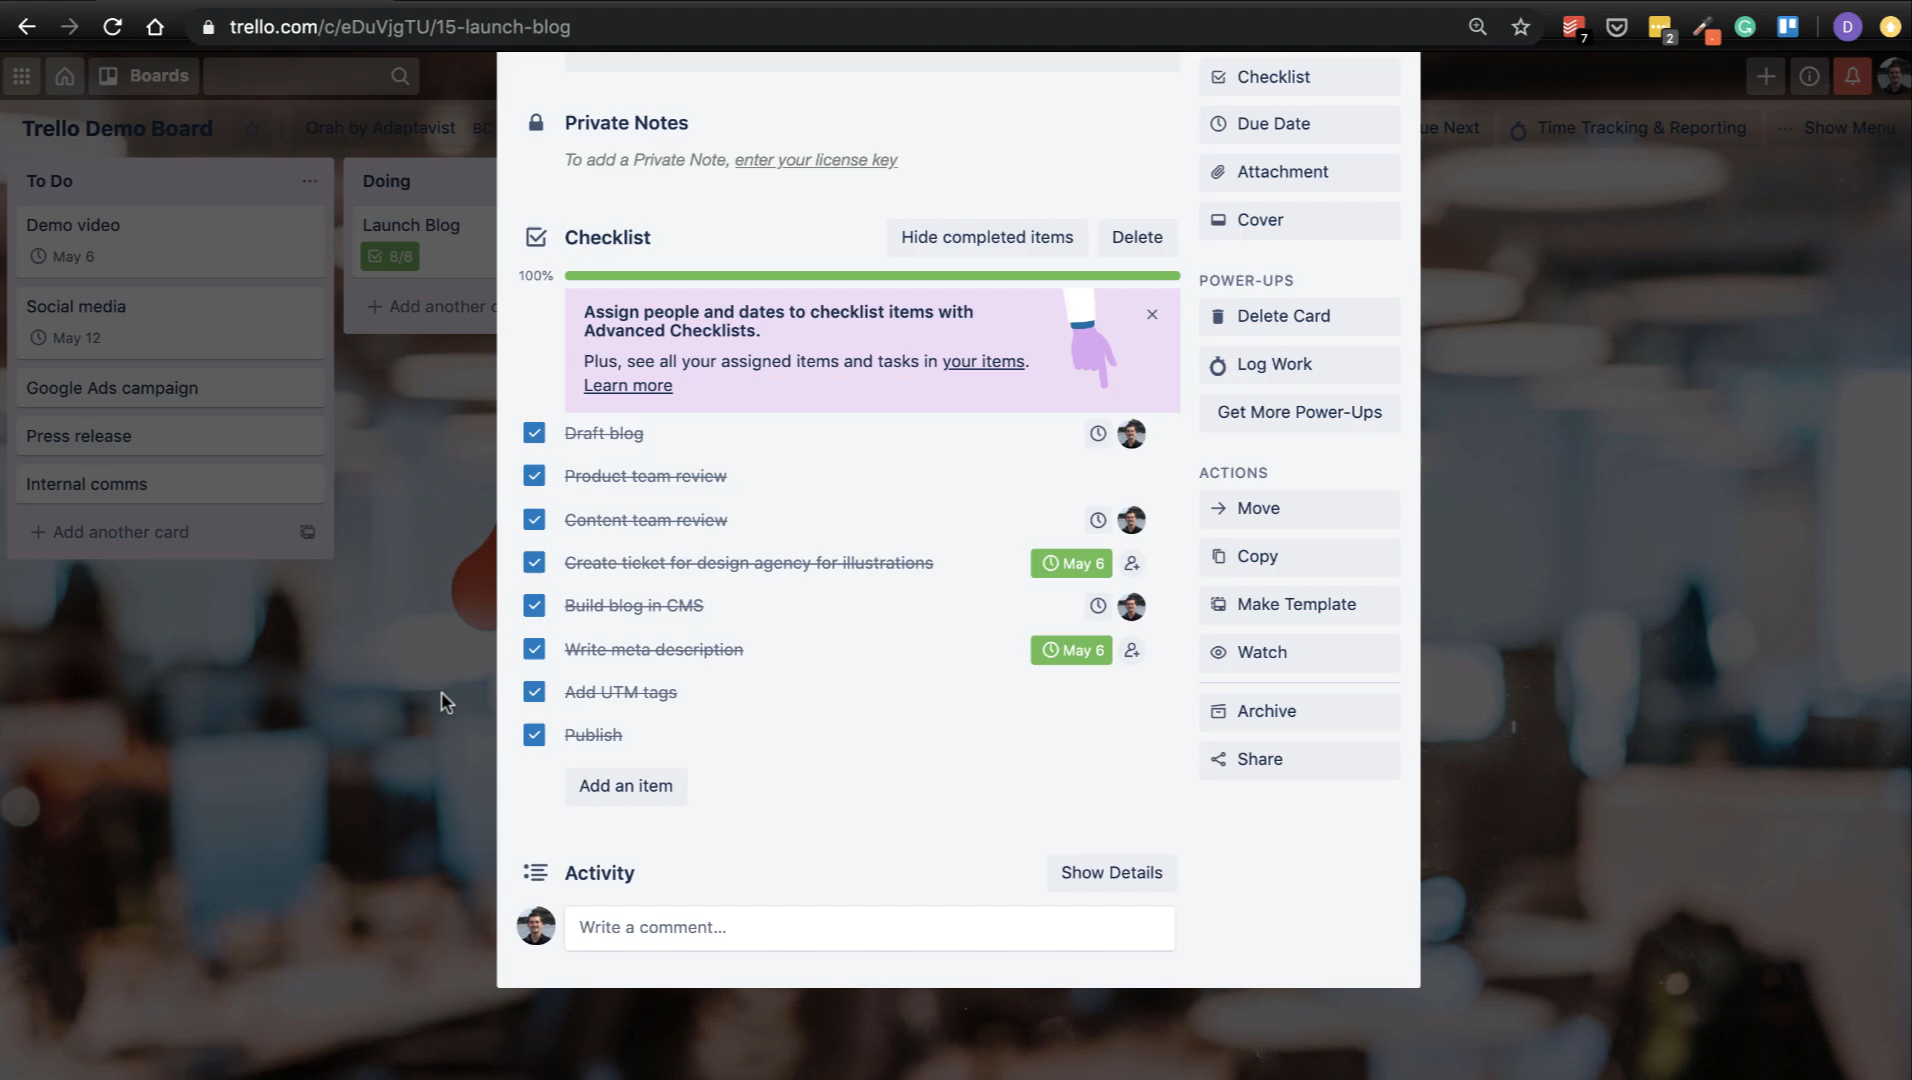 trello.com/c/eDuVjgTU/15-launch-blog
7
2
D
Boards
Trello Demo Board
Orah by Adaptavist
ue Next
Time Tracking & Reporting
Show Menu
To Do
Demo video
May 6
Social media
May 12
Google Ads campaign
Press release
Internal comms
Add another card
Doing
Launch Blog
8/8
Add another c
Private Notes
To add a Private Note, enter your license key
Checklist
Hide completed items
Delete
100%
Assign people and dates to checklist items with
Advanced Checklists.
Plus, see all your assigned items and tasks in your items.
Learn more
Draft blog
Product team review
Content team review
Create ticket for design agency for illustrations
May 6
Build blog in CMS
Write meta description
May 6
Add UTM tags
Publish
Add an item
Activity
Show Details
Write a comment...
Checklist
Due Date
Attachment
Cover
POWER-UPS
Delete Card
Log Work
Get More Power-Ups
ACTIONS
Move
Copy
Make Template
Watch
Archive
Share